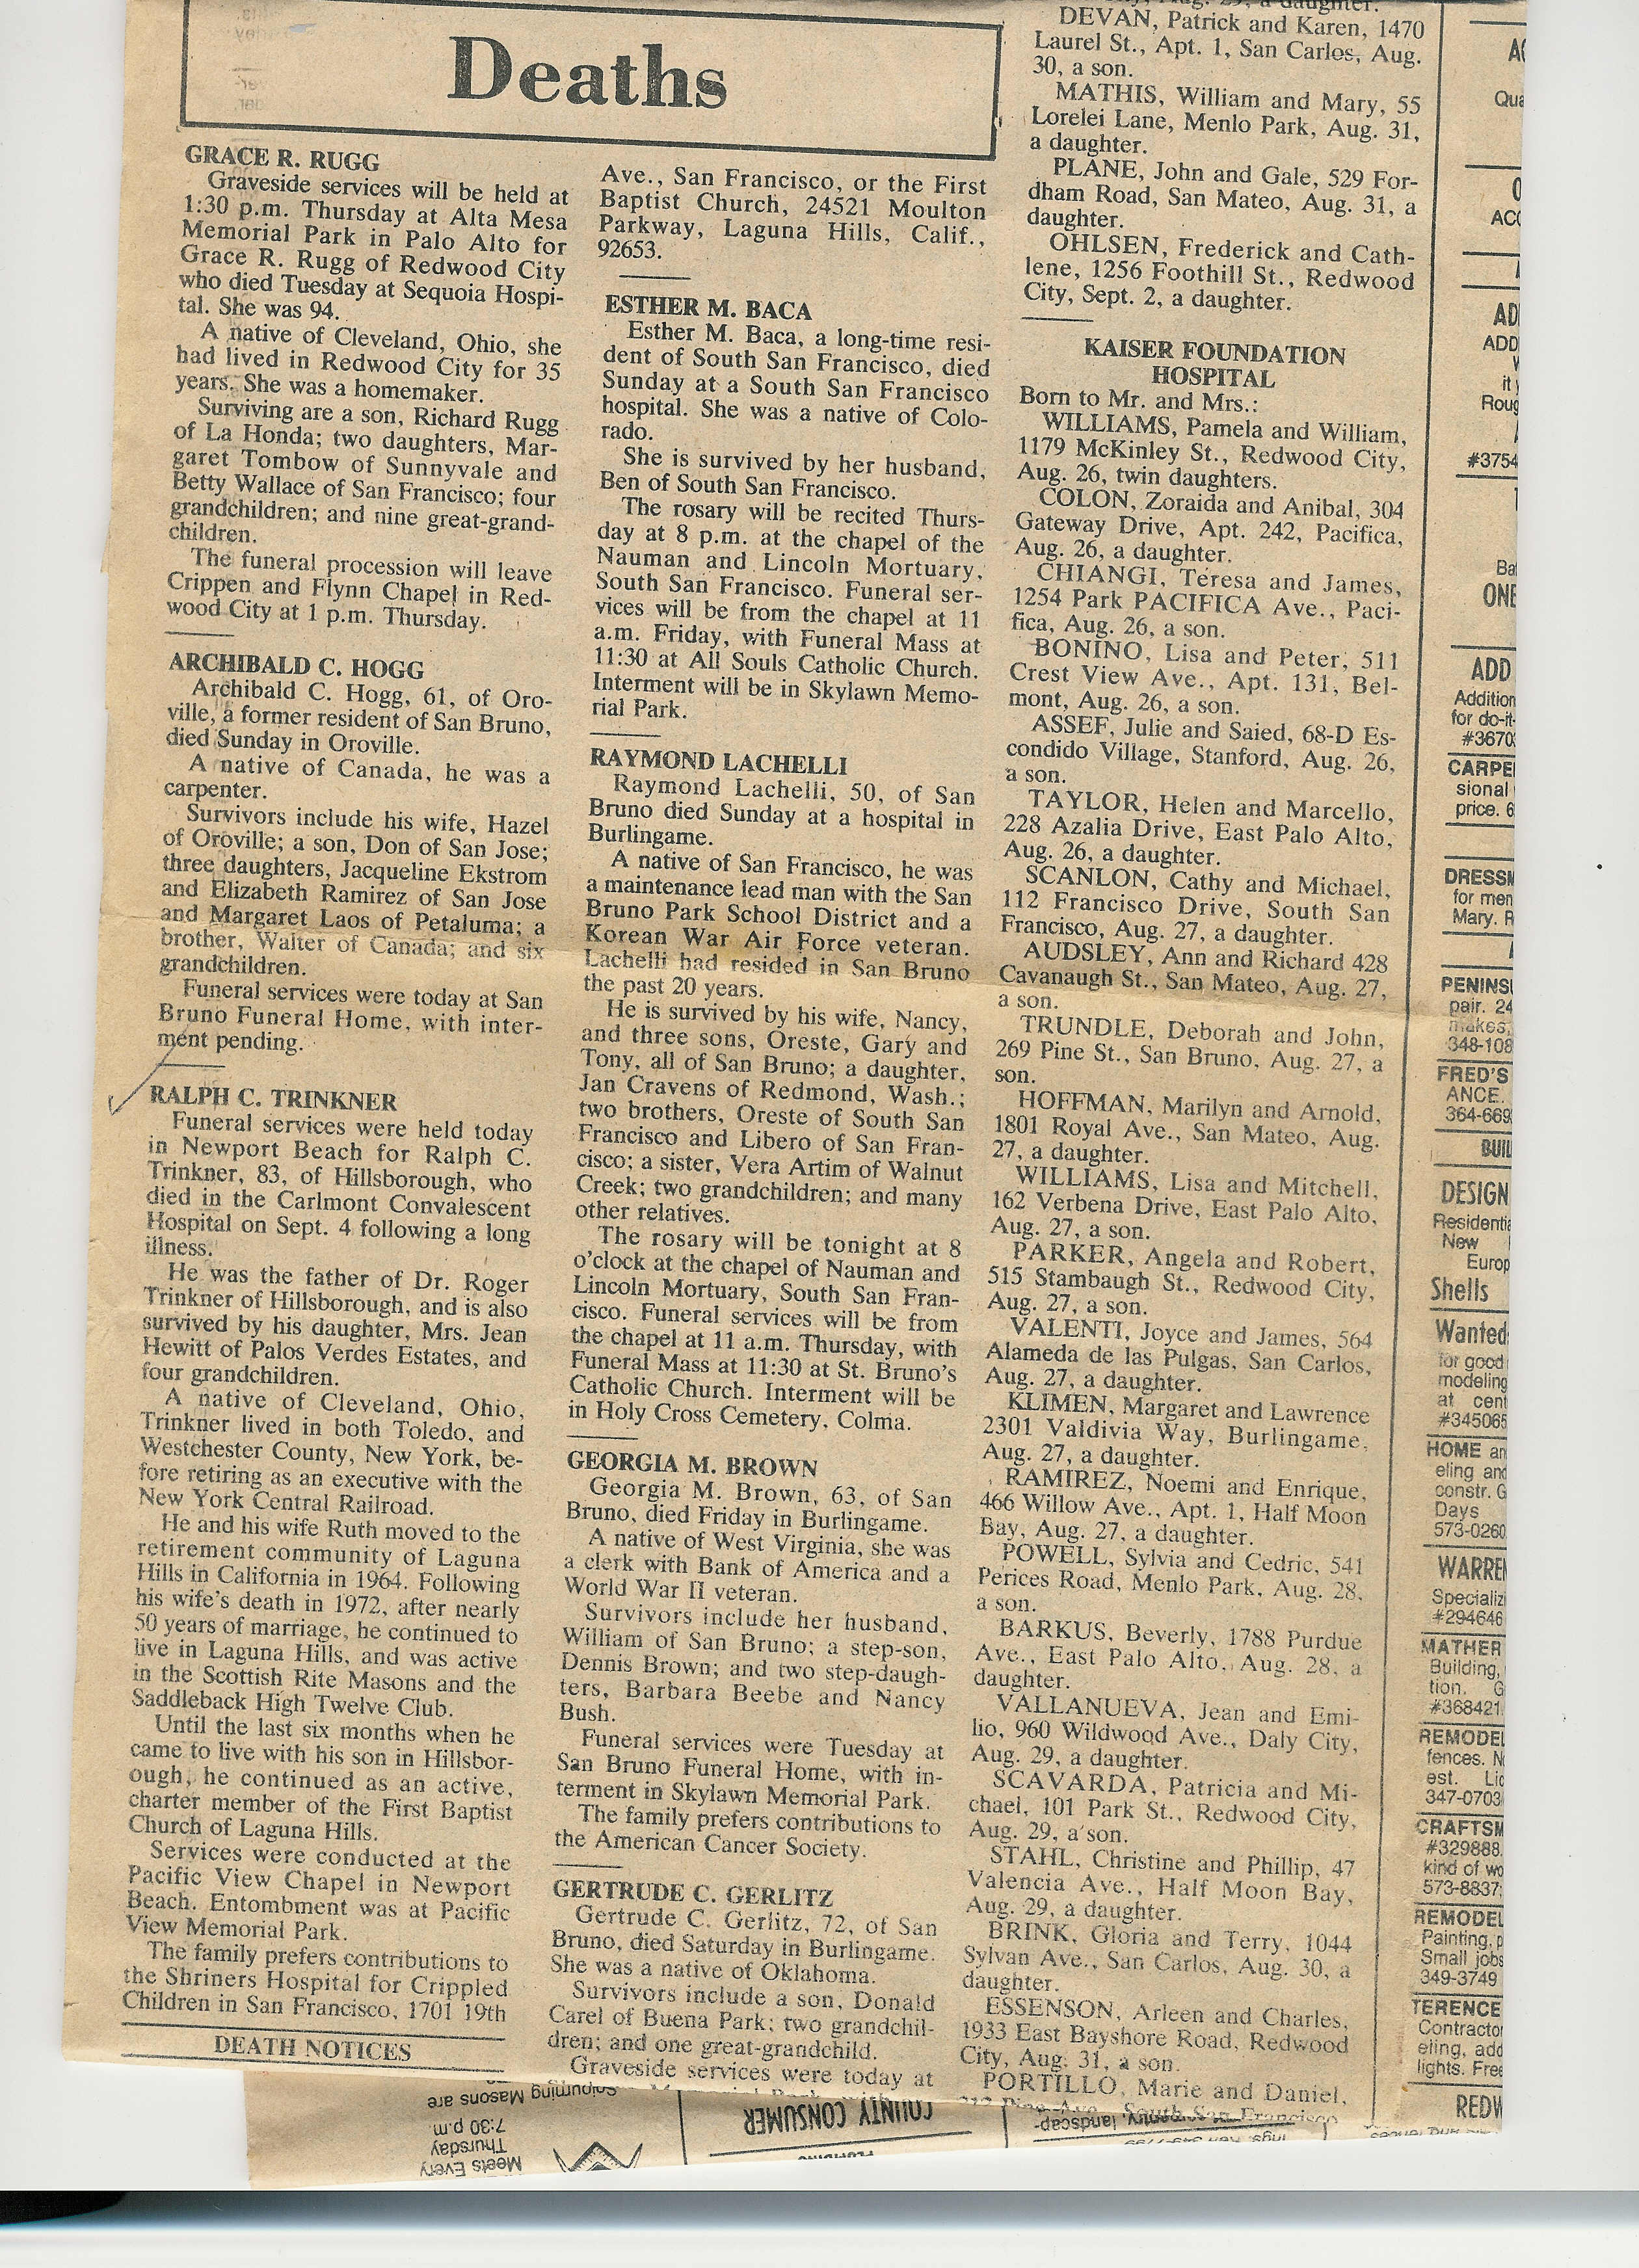 Deaths
GRACE R. RUGG
Graveside services will be held at
1:30 p.m. Thursday at Alta Mesa
Memorial Park in Palo Alto for
Grace R. Rugg of Redwood City
who died Tuesday at Sequoia Hospi-
tal. She was 94.
A native of Cleveland, Ohio, she
had lived in Redwood City for 35
years. She was a homemaker.
Surviving are a son, Richard Rugg
of La Honda; two daughters, Mar-
garet Tombow of Sunnyvale and
Betty Wallace of San Francisco; four
grandchildren; and nine great-grand-
children.
The funeral procession will leave
Crippen and Flynn Chapel in Red-
wood City at 1 p.m. Thursday.
ARCHIBALD C. HOGG
Archibald C. Hogg, 61, of Oro-
ville, a former resident of San Bruno,
died Sunday in Oroville.
A native of Canada, he was a
carpenter.
Survivors include his wife, Hazel
of Oroville; a son, Don of San Jose;
three daughters, Jacqueline Ekstrom
and Elizabeth Ramirez of San Jose
and Margaret Laos of Petaluma; a
brother, Walter of Canada; and six
grandchildren.
Funeral services were today at San
Bruno Funeral Home, with inter-
ment pending.
RALPH C. TRINKNER
Funeral services were held today
in Newport Beach for Ralph C.
Trinkner, 83, of Hillsborough, who
died in the Carlmont Convalescent
Hospital on Sept. 4 following a long
illness.
He was the father of Dr. Roger
Trinkner of Hillsborough, and is also
survived by his daughter, Mrs. Jean
Hewitt of Palos Verdes Estates, and
four grandchildren.
A native of Cleveland, Ohio,
Trinkner lived in both Toledo, and
Westchester County, New York, be-
fore retiring as an executive with the
New York Central Railroad.
He and his wife Ruth moved to the
retirement community of Laguna
Hills in California in 1964. Following
his wife's death in 1972, after nearly
50 years of marriage, he continued to
live in Laguna Hills, and was active
in the Scottish Rite Masons and the
Saddleback High Twelve Club.
Until the last six months when he
came to live with his son in Hillsbor-
ough, he continued as an active,
charter member of the First Baptist
Church of Laguna Hills.
Services were conducted at the
Pacific View Chapel in Newport
Beach. Entombment was at Pacific
View Memorial Park.
The family prefers contributions to
the Shriners Hospital for Crippled
Children in San Francisco, 1701 19th
DEATH NOTICES
Ave., San Francisco, or the First
Baptist Church, 24521 Moulton
Parkway, Laguna Hills, Calif.,
92653.
ESTHER M. BACA
Esther M. Baca, a long-time resi-
dent of South San Francisco, died
Sunday at a South San Francisco
hospital. She was a native of Colo-
rado.
She is survived by her husband,
Ben of South San Francisco.
The rosary will be recited Thurs-
day at 8 p.m. at the chapel of the
Nauman and Lincoln Mortuary,
South San Francisco. Funeral ser-
vices will be from the chapel at 11
a.m. Friday, with Funeral Mass at
11:30 at All Souls Catholic Church.
Interment will be in Skylawn Memo-
rial Park.
RAYMOND LACHELLI
Raymond Lachelli, 50, of San
Bruno died Sunday at a hospital in
Burlingame.
A native of San Francisco, he was
a maintenance lead man with the San
Bruno Park School District and a
Korean War Air Force veteran.
Lachelli had resided in San Bruno
the past 20 years.
He is survived by his wife, Nancy,
and three sons, Oreste, Gary and
Tony, all of San Bruno; a daughter,
Jan Cravens of Redmond, Wash.;
two brothers, Oreste of South San
Francisco and Libero of San Fran-
cisco; a sister, Vera Artim of Walnut
Creek; two grandchildren; and many
other relatives.
The rosary will be tonight at 8
o'clock at the chapel of Nauman and
Lincoln Mortuary, South San Fran-
cisco. Funeral services will be from
the chapel at 11 a.m. Thursday, with
Funeral Mass at 11:30 at St. Bruno's
Catholic Church. Interment will be
in Holy Cross Cemetery, Colma.
GEORGIA M. BROWN
Georgia M. Brown, 63, of San
Bruno, died Friday in Burlingame.
A native of West Virginia, she was
a clerk with Bank of America and a
World War II veteran.
Survivors include her husband,
William of San Bruno; a step-son,
Dennis Brown; and two step-daugh-
ters, Barbara Beebe and Nancy
Bush.
Funeral services were Tuesday at
San Bruno Funeral Home, with in-
terment in Skylawn Memorial Park.
The family prefers contributions to
the American Cancer Society.
GERTRUDE C. GERLITZ
Gertrude C. Gerlitz, 72, of San
Bruno, died Saturday in Burlingame.
She was a native of Oklahoma.
Survivors include a son, Donald
Carel of Buena Park; two grandchil-
dren; and one great-grandchild.
Graveside services were today at
DEVAN, Patrick and Karen, 1470
Laurel St., Apt. 1, San Carlos, Aug.
30, a son.
MATHIS, William and Mary, 55
Lorelei Lane, Menlo Park, Aug. 31,
a daughter.
PLANE, John and Gale, 529 For-
dham Road, San Mateo, Aug. 31, a
daughter.
OHLSEN, Frederick and Cath-
lene, 1256 Foothill St., Redwood
City, Sept. 2, a daughter.
KAISER FOUNDATION
HOSPITAL
Born to Mr. and Mrs.:
WILLIAMS, Pamela and William,
1179 McKinley St., Redwood City,
Aug. 26, twin daughters.
COLON, Zoraida and Anibal, 304
Gateway Drive, Apt. 242, Pacifica,
Aug. 26, a daughter.
CHIANGI, Teresa and James,
1254 Park PACIFICA Ave., Paci-
fica, Aug. 26, a son.
BONINO, Lisa and Peter, 511
Crest View Ave., Apt. 131, Bel-
mont, Aug. 26, a son.
ASSEF, Julie and Saied, 68-D Es-
condido Village, Stanford, Aug. 26,
a son.
TAYLOR, Helen and Marcello,
228 Azalia Drive, East Palo Alto,
Aug. 26, a daughter.
SCANLON, Cathy and Michael,
112 Francisco Drive, South San
Francisco, Aug. 27, a daughter.
AUDSLEY, Ann and Richard 428
Cavanaugh St., San Mateo, Aug. 27,
a son.
TRUNDLE, Deborah and John,
269 Pine St., San Bruno, Aug. 27, a
son.
HOFFMAN, Marilyn and Arnold,
1801 Royal Ave., San Mateo, Aug.
27, a daughter.
WILLIAMS, Lisa and Mitchell,
162 Verbena Drive, East Palo Alto,
Aug. 27, a son.
PARKER, Angela and Robert,
515 Stambaugh St., Redwood City,
Aug. 27, a son.
VALENTI, Joyce and James, 564
Alameda de las Pulgas, San Carlos,
Aug. 27, a daughter.
KLIMEN, Margaret and Lawrence
2301 Valdivia Way, Burlingame,
Aug. 27, a daughter.
RAMIREZ, Noemi and Enrique,
466 Willow Ave., Apt. 1, Half Moon
Bay, Aug. 27, a daughter.
POWELL, Sylvia and Cedric, 541
Perices Road, Menlo Park, Aug. 28,
a son.
BARKUS, Beverly, 1788 Purdue
Ave., East Palo Alto, Aug. 28, a
daughter.
VALLANUEVA, Jean and Emi-
lio, 960 Wildwood Ave., Daly City,
Aug. 29, a daughter.
SCAVARDA, Patricia and Mi-
chael, 101 Park St., Redwood City,
Aug. 29, a son.
STAHL, Christine and Phillip, 47
Valencia Ave., Half Moon Bay,
Aug. 29, a daughter.
BRINK, Gloria and Terry, 1044
Sylvan Ave., San Carlos, Aug. 30, a
daughter.
ESSENSON, Arleen and Charles,
1933 East Bayshore Road, Redwood
City, Aug. 31, a son.
PORTILLO, Marie and Daniel,
South San Francisco
ADD
Addition
for do-it-
#3670
CARPE
sional
price. 6
DRESSM
for men
Mary. R
PENINS
pair. 24
makes,
348-108
FRED'S
ANCE.
364-669
BUIL
DESIGN
Residentia
New
Europ
Shells
Wanted
for good
modeling
at cent
#345065
HOME an
eling and
constr. G
Days
573-0260
WARREN
Specializ
#294646
MATHER
Building,
tion. G
#368421
REMODEL
fences. N
est. Lic
347-0703
CRAFTSM
#329888.
kind of wo
573-8837
REMODEL
Painting, p
Small jobs
349-3749
TERENCE
Contractor
eling, add
lights. Free
REDW
COUNTY CONSUMER
Meets Every
Thursday
7:30 p.m.
Sojourning Masons are